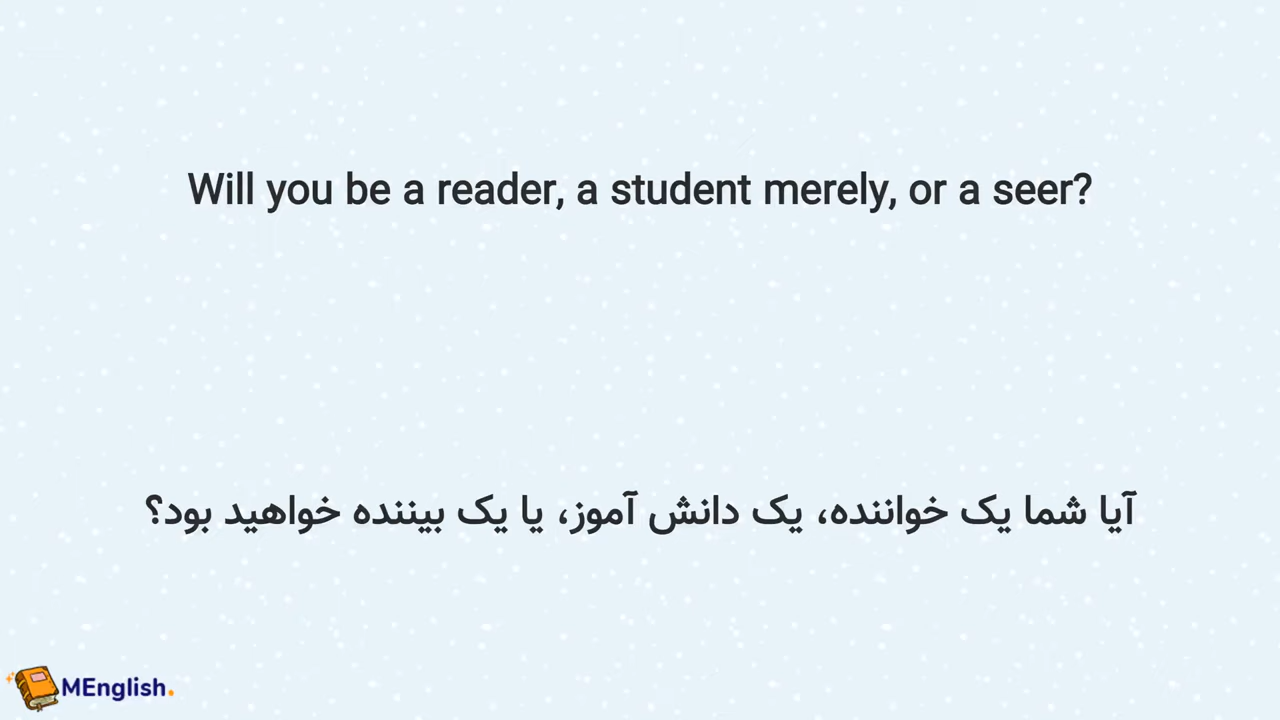 Will you be a reader, a student merely, or a seer?
آیا شما یک خواننده، یک دانش آموز، یا یک بیننده خواهید بود؟
MEnglish.